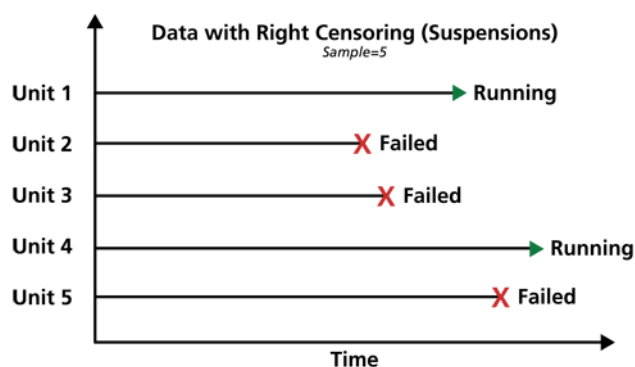 Data with Right Censoring (Suspensions)
Sample=5
Unit 1 Running
Unit 2 Failed
Unit 3 Failed
Unit 4 Running
Unit 5 Failed
Time